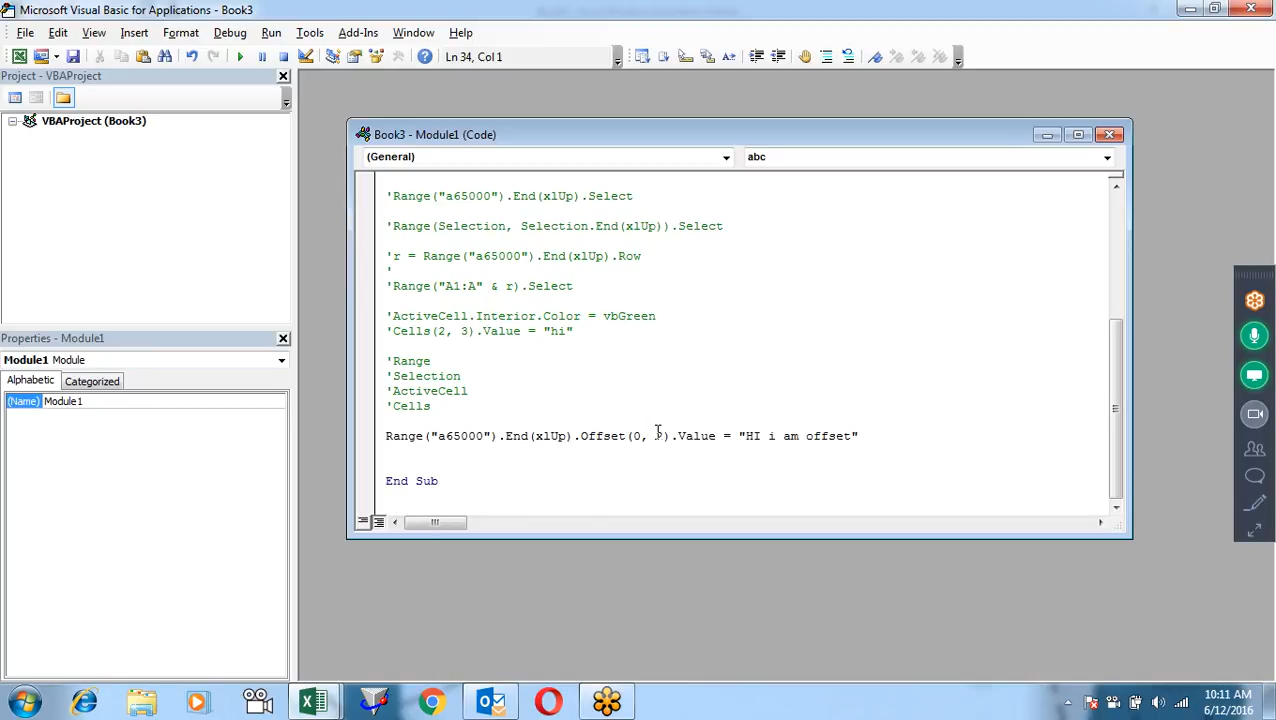 Microsoft Visual Basic for Applications - Book3
File Edit View Insert Format Debug Run Tools Add-Ins Window Help
Ln 34, Col 1
Project - VBAProject
VBAProject (Book3)
Properties - Module1
Module1 Module
Alphabetic Categorized
(Name) Module1
Book3 - Module1 (Code)
(General) abc
'Range("a65000").End(xlUp).Select
'Range(Selection, Selection.End(xlUp)).Select
'r = Range("a65000").End(xlUp).Row
'
'Range("A1:A" & r).Select
'ActiveCell.Interior.Color = vbGreen
'Cells(2, 3).Value = "hi"
'Range
'Selection
'ActiveCell
'Cells
Range("a65000").End(xlUp).Offset(0, ).Value = "HI i am offset"
End Sub
10:11 AM
6/12/2016